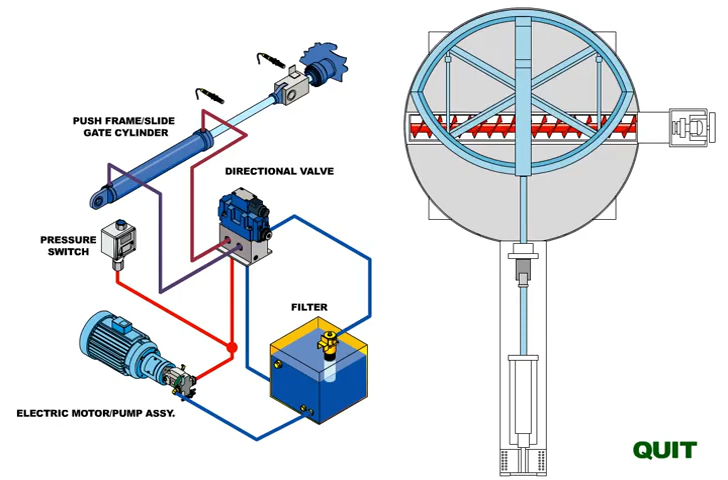 PUSH FRAME/SLIDE
GATE CYLINDER
DIRECTIONAL VALVE
PRESSURE
SWITCH
FILTER
ELECTRIC MOTOR/PUMP ASSY.
QUIT